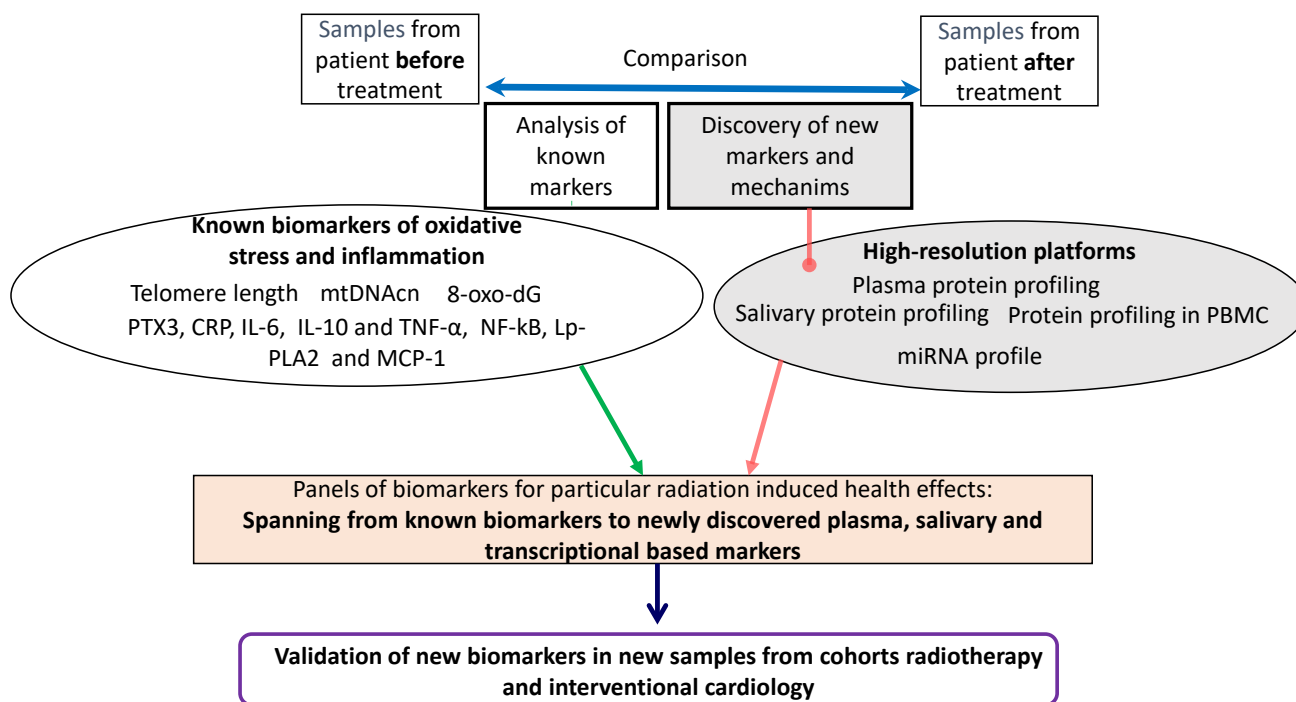 Samples from
patient before
treatment
Comparison
Samples from
patient after
treatment
Analysis of
known
markers
Discovery of new
markers and
mechanims
Known biomarkers of oxidative
stress and inflammation
Telomere length mtDNAcn 8-oxo-dG
PTX3, CRP, IL-6, IL-10 and TNF-α, NF-kB, Lp-
PLA2 and MCP-1
High-resolution platforms
Plasma protein profiling
Salivary protein profiling Protein profiling in PBMC
miRNA profile
Panels of biomarkers for particular radiation induced health effects:
Spanning from known biomarkers to newly discovered plasma, salivary and
transcriptional based markers
Validation of new biomarkers in new samples from cohorts radiotherapy
and interventional cardiology